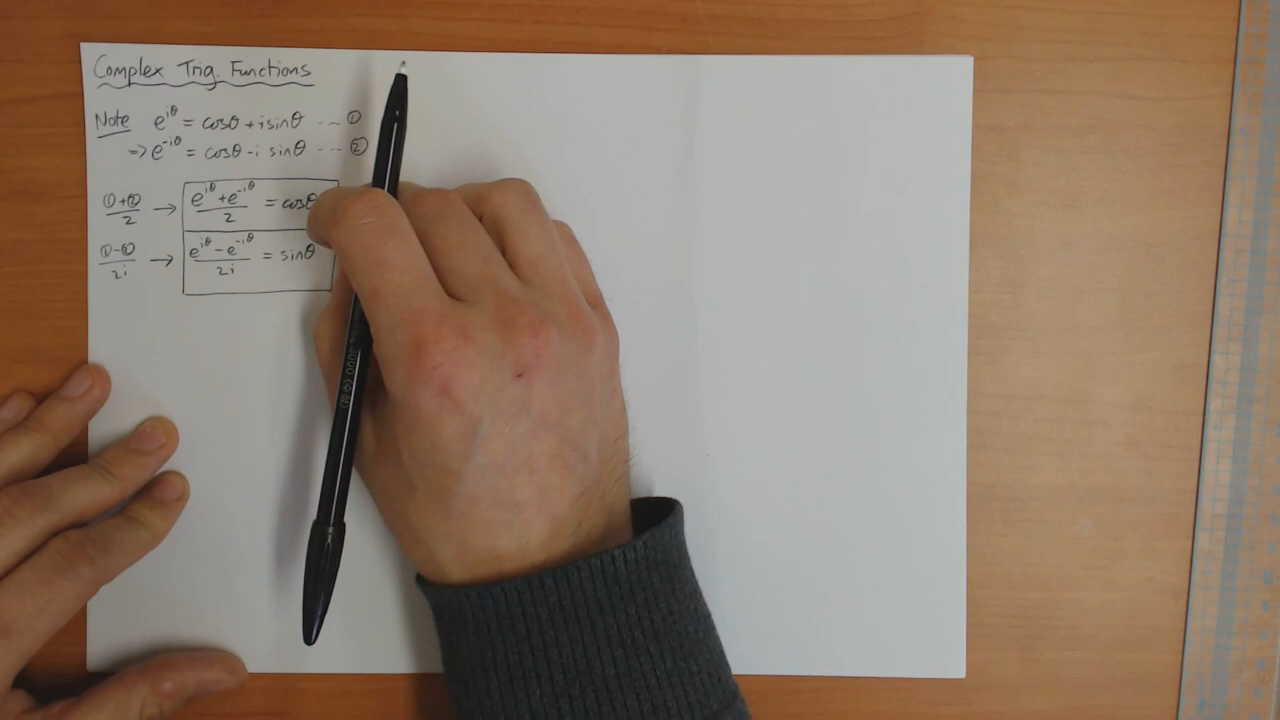 Complex Trig. Functions
Note e^{iθ} = cosθ + i sinθ --- ①
=> e^{-iθ} = cosθ - i sinθ --- ②
(①+②)/2 → (e^{iθ} + e^{-iθ})/2 = cosθ
(①-②)/2i → (e^{iθ} - e^{-iθ})/2i = sinθ